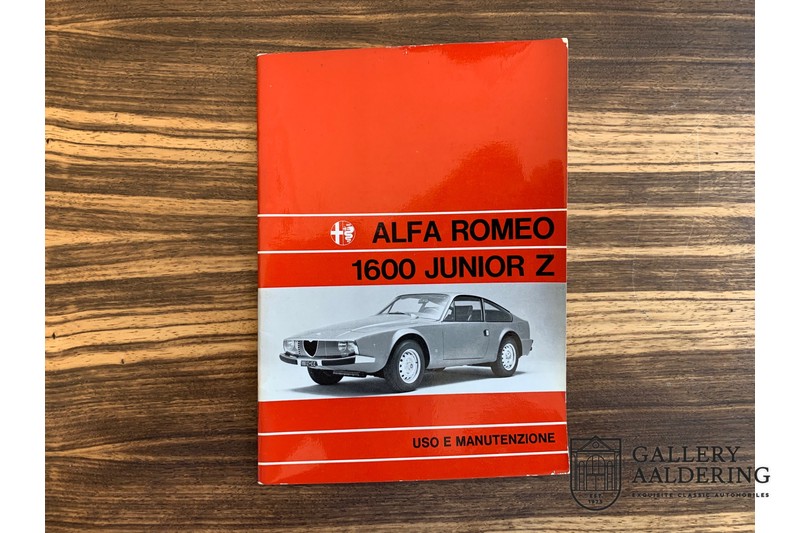 ALFA ROMEO
1600 JUNIOR Z
USO E MANUTENZIONE
GALLERY
AALDERING
EXQUISITE CLASSIC AUTOMOBILES